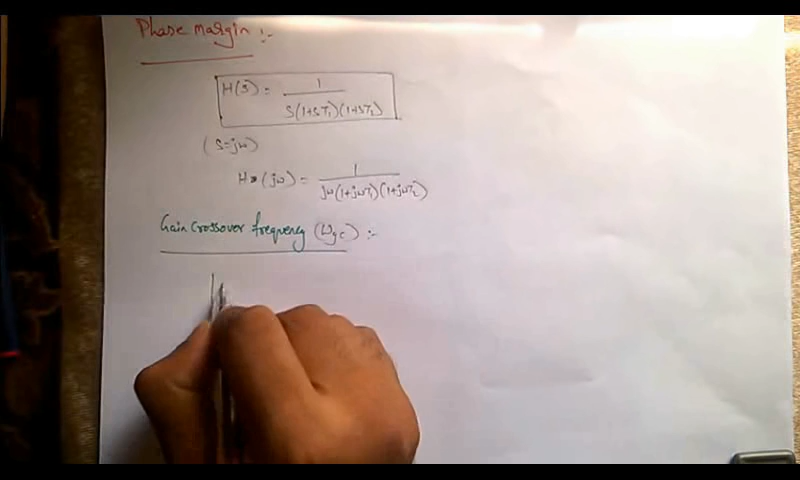 Phase margin :-
H(s) = 1 / S(1+sT₁)(1+sT₂)
(s=jω)
H(jω) = 1 / jω(1+jωT₁)(1+jωT₂)
Gain crossover frequency (ωgc) :-